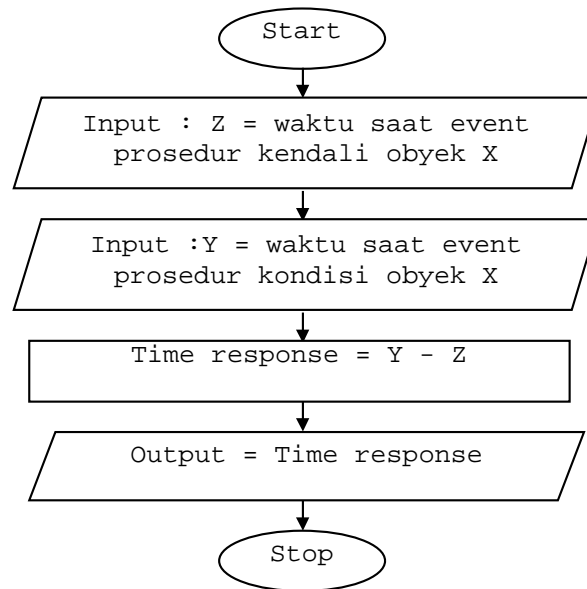 Start
Input : Z = waktu saat event
prosedur kendali obyek X
Input :Y = waktu saat event
prosedur kondisi obyek X
Time response = Y - Z
Output = Time response
Stop